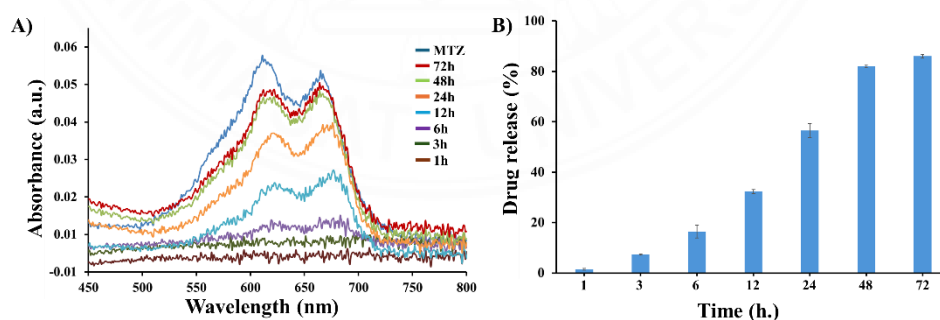 A)
0.06
0.05
0.04
0.03
0.02
0.01
-0.01
Absorbance (a.u.)
450 500 550 600 650 700 750 800
Wavelength (nm)
MTZ
72h
48h
24h
12h
6h
3h
1h
B)
100
80
60
40
20
0
Drug release (%)
1 3 6 12 24 48 72
Time (h.)